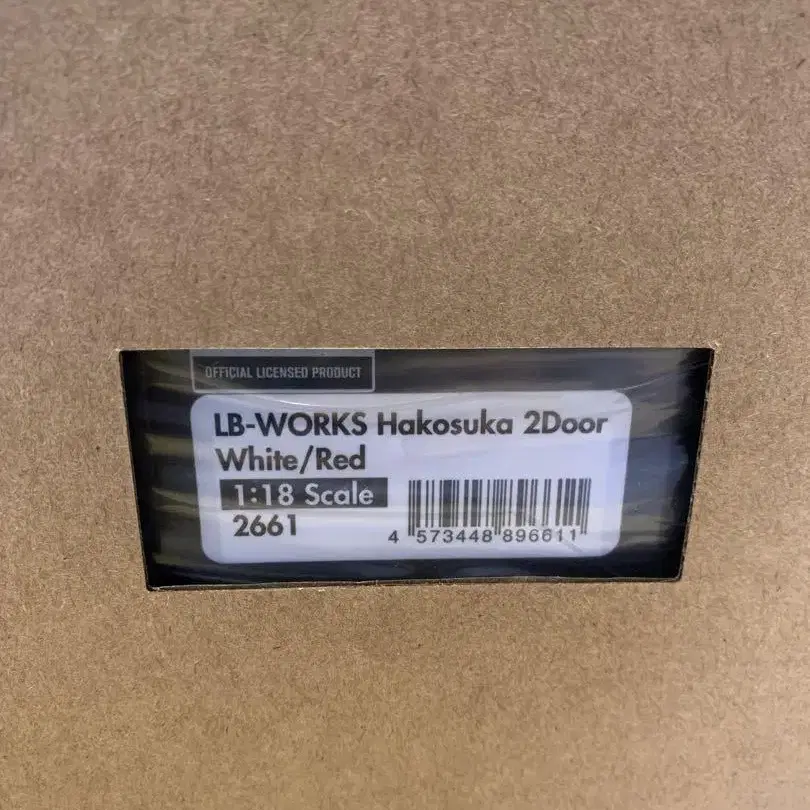 OFFICIAL LICENSED PRODUCT
LB-WORKS Hakosuka 2Door
White/Red
1:18 Scale
2661
4 573448 896611